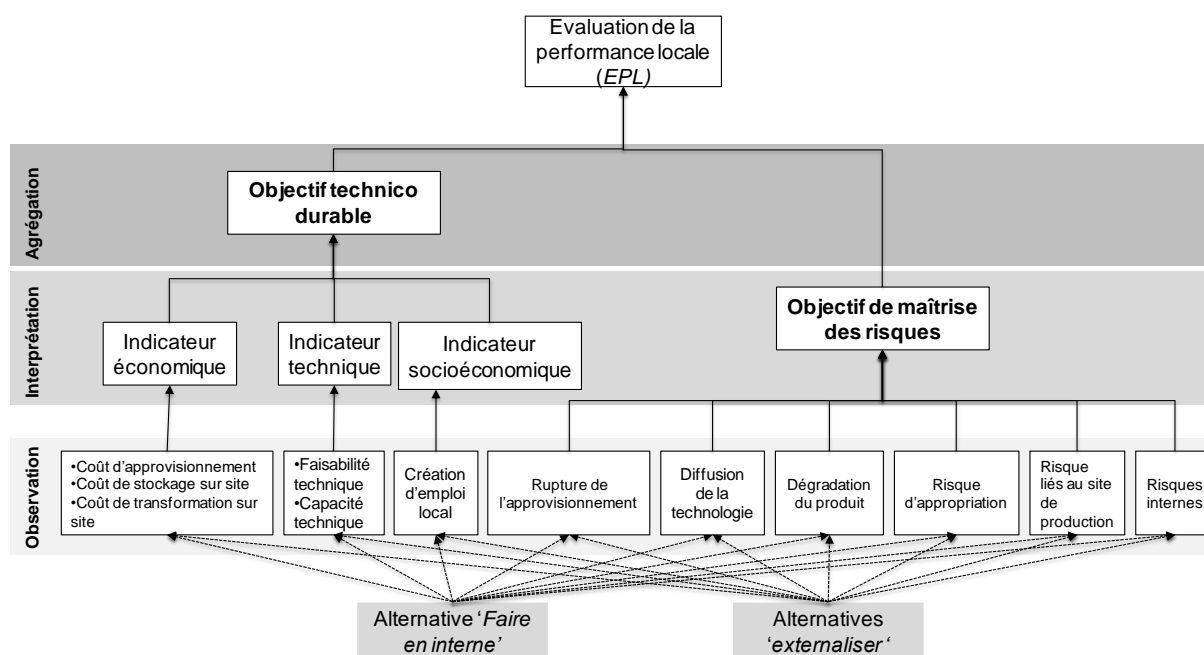 Evaluation de la
performance locale
(EPL)
Agrégation
Objectif technico
durable
Interprétation
Indicateur
économique
Indicateur
technique
Indicateur
socioéconomique
Objectif de maîtrise
des risques
Observation
•Coût d'approvisionnement
•Coût de stockage sur site
•Coût de transformation sur
site
•Faisabilité
technique
•Capacité
technique
Création
d'emploi
local
Rupture de
l'approvisionnement
Diffusion
de la
technologie
Dégradation
du produit
Risque
d'appropriation
Risque
liés au site
de
production
Risques
internes
Alternative ‘Faire
en interne’
Alternatives
‘externaliser ‘